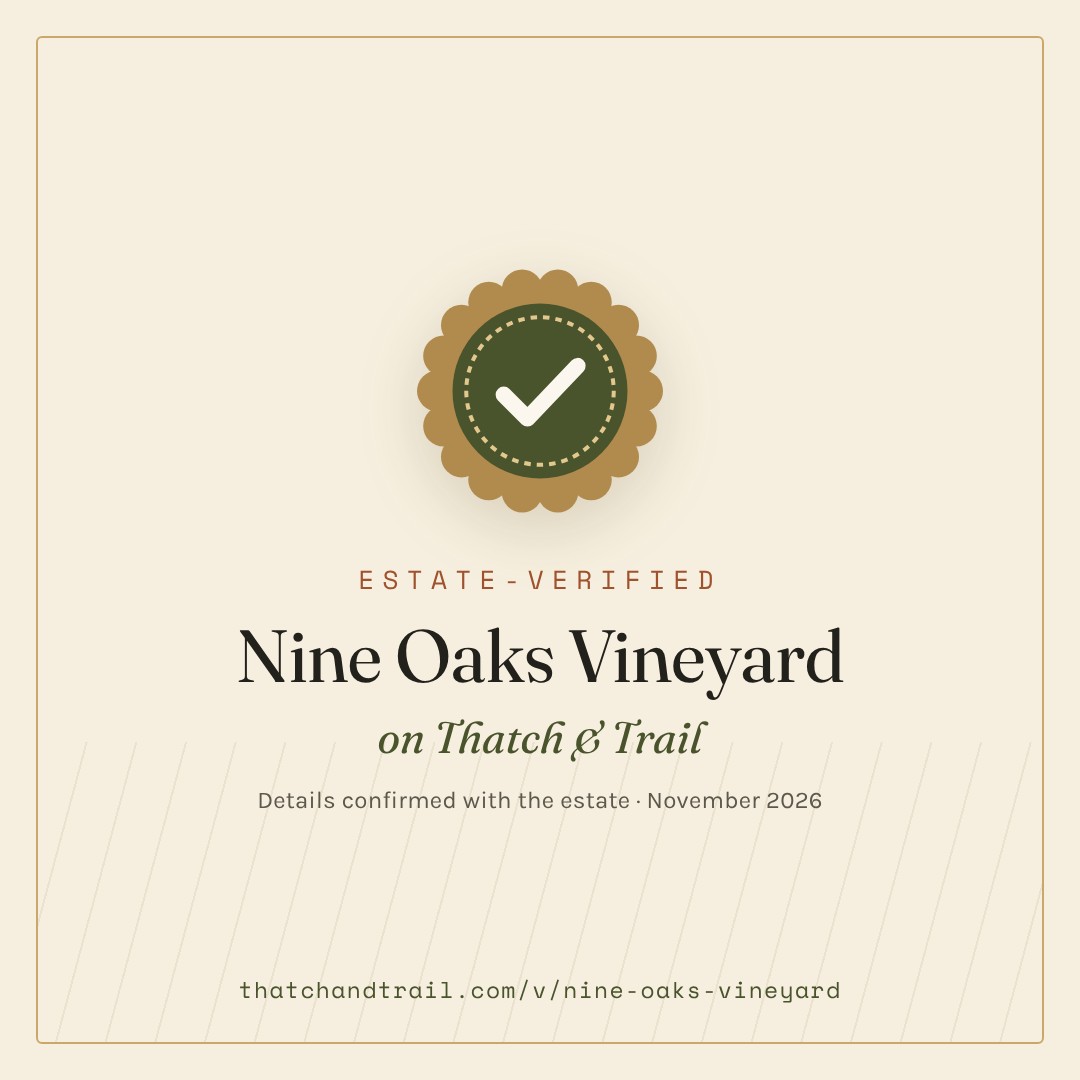 ESTATE-VERIFIED
Nine Oaks Vineyard
on Thatch & Trail
Details confirmed with the estate · November 2026
thatchandtrail.com/v/nine-oaks-vineyard